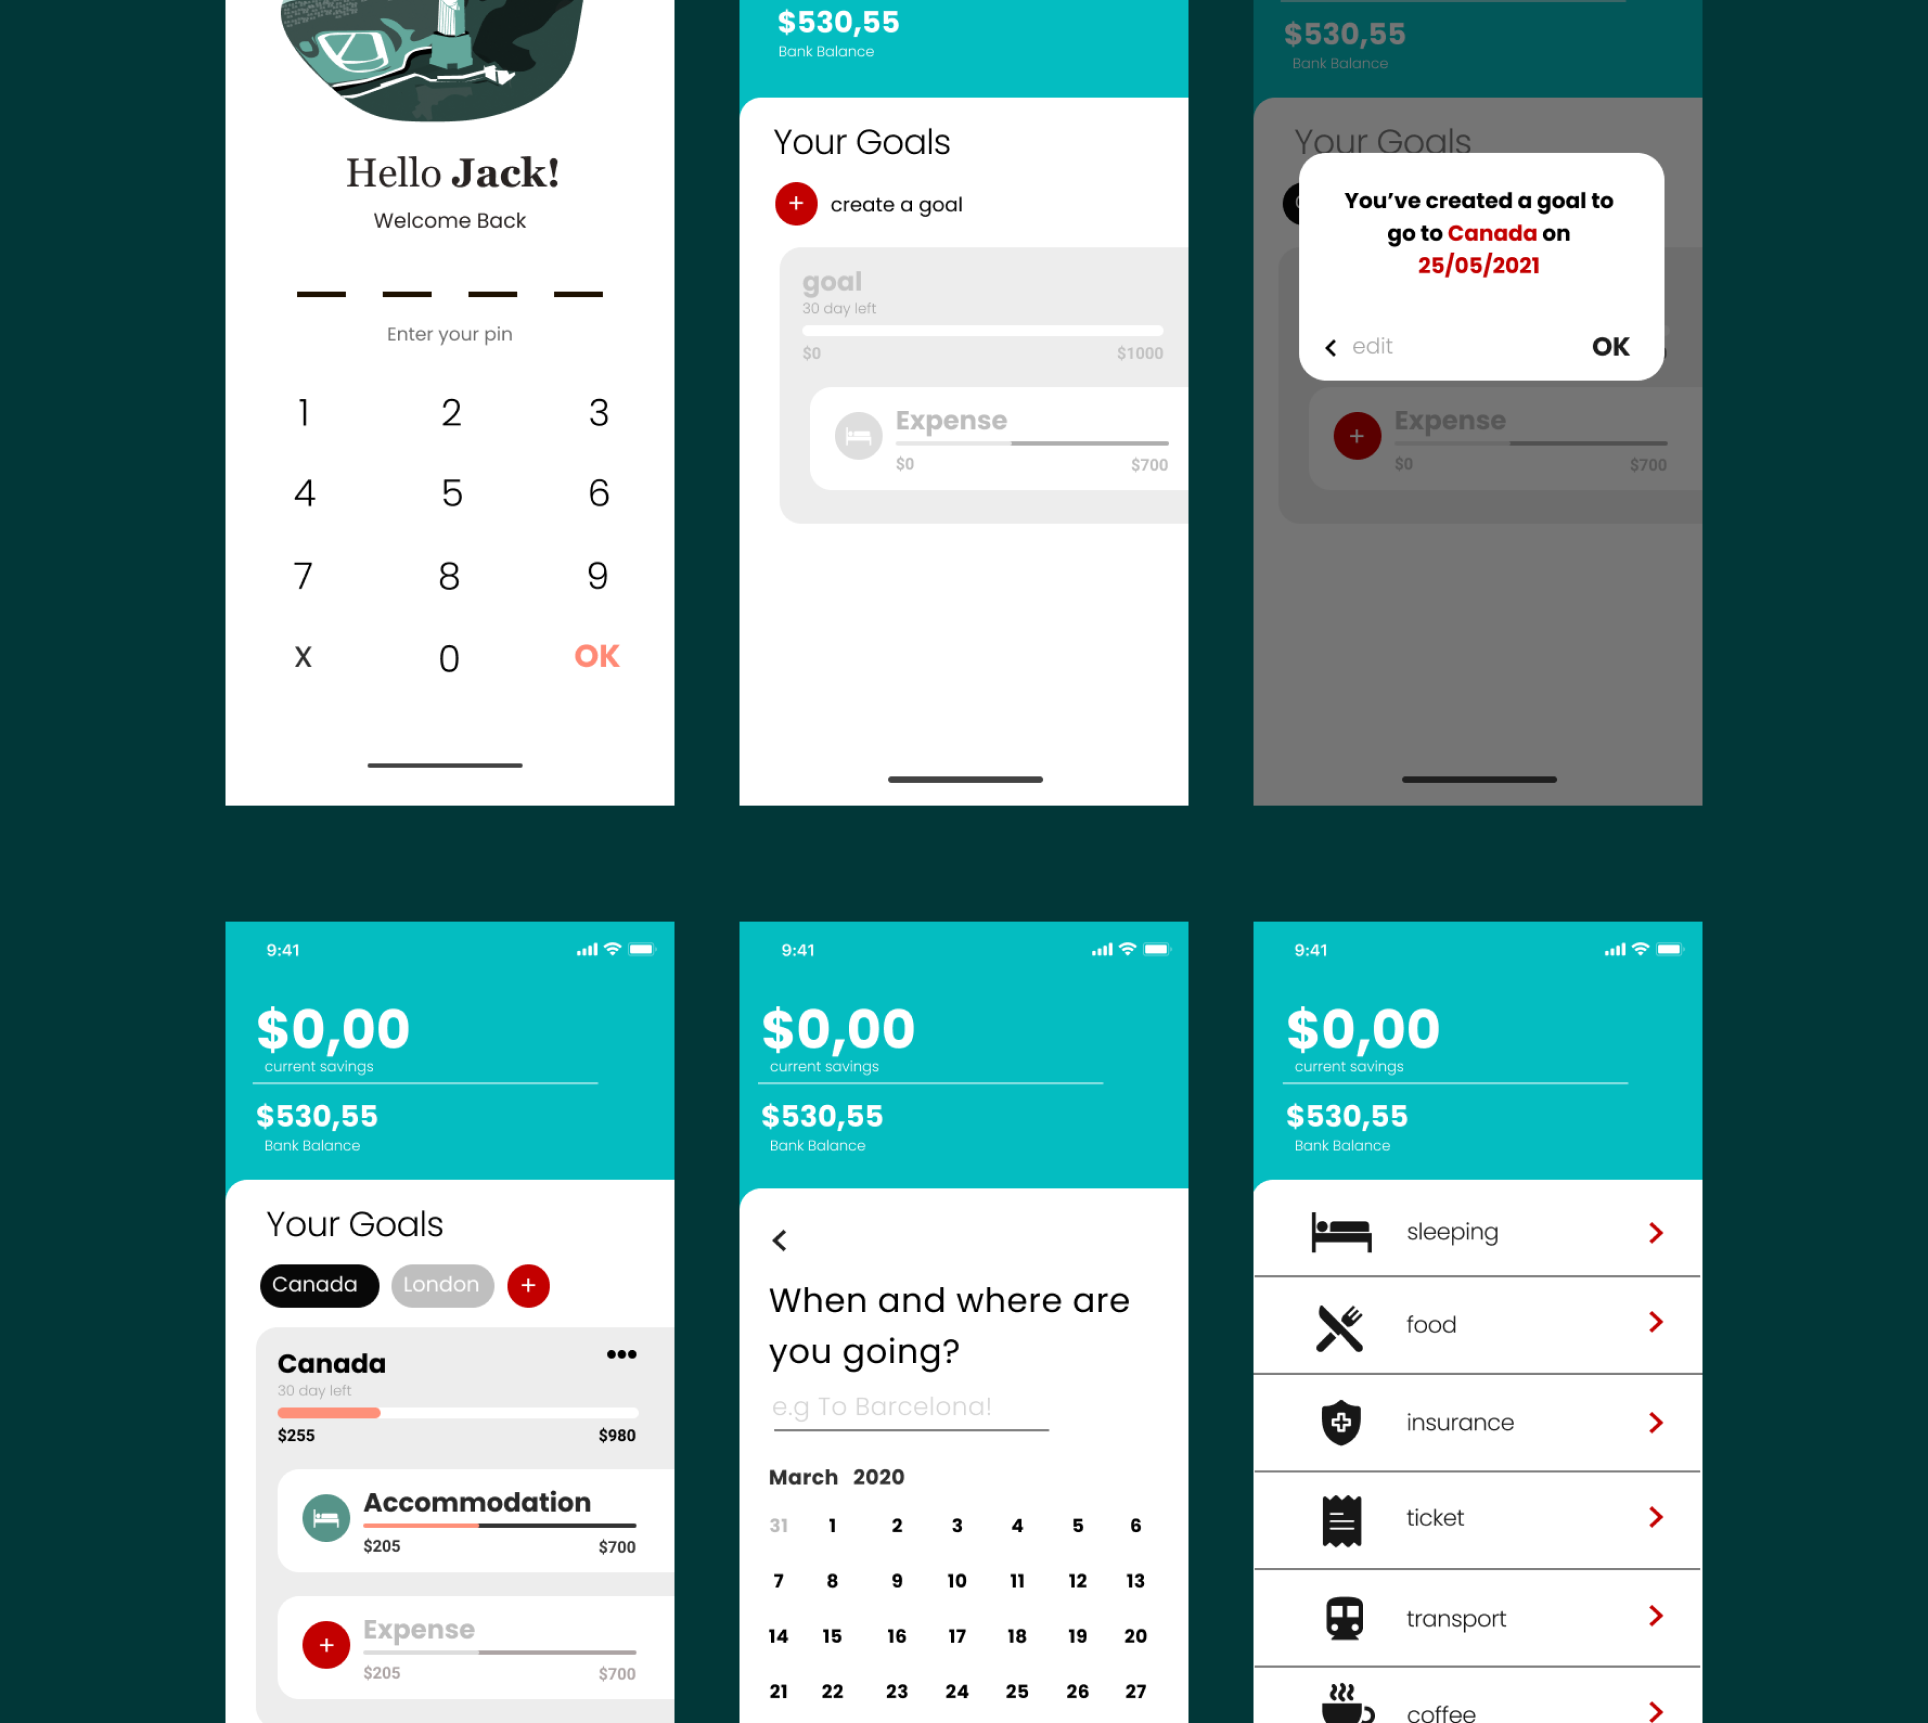 Hello Jack!
Welcome Back
Enter your pin
1 2 3
4 5 6
7 8 9
X 0 OK
$530,55
Bank Balance
Your Goals
+ create a goal
goal
30 day left
$0 $1000
Expense
$0 $700
$530,55
Bank Balance
Your Goals
You’ve created a goal to
go to Canada on
25/05/2021
edit OK
+ Expense
$0 $700
9:41
$0,00
current savings
$530,55
Bank Balance
Your Goals
Canada London +
Canada
30 day left
$255 $980
Accommodation
$205 $700
+ Expense
$205 $700
9:41
$0,00
current savings
$530,55
Bank Balance
When and where are
you going?
e.g To Barcelona!
March 2020
31 1 2 3 4 5 6
7 8 9 10 11 12 13
14 15 16 17 18 19 20
21 22 23 24 25 26 27
9:41
$0,00
current savings
$530,55
Bank Balance
sleeping
food
insurance
ticket
transport
coffee